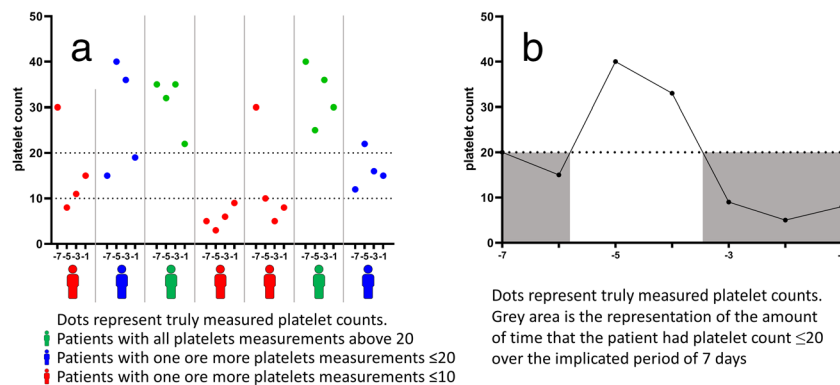 a
platelet count
50
40
30
20
10
0
-7-5-3-1 -7-5-3-1 -7-5-3-1 -7-5-3-1 -7-5-3-1 -7-5-3-1 -7-5-3-1
Dots represent truly measured platelet counts.
Patients with all platelets measurements above 20
Patients with one ore more platelets measurements ≤20
Patients with one ore more platelets measurements ≤10
b
platelet count
50
40
30
20
10
0
-7 -5 -3 -1
Dots represent truly measured platelet counts.
Grey area is the representation of the amount
of time that the patient had platelet count ≤20
over the implicated period of 7 days